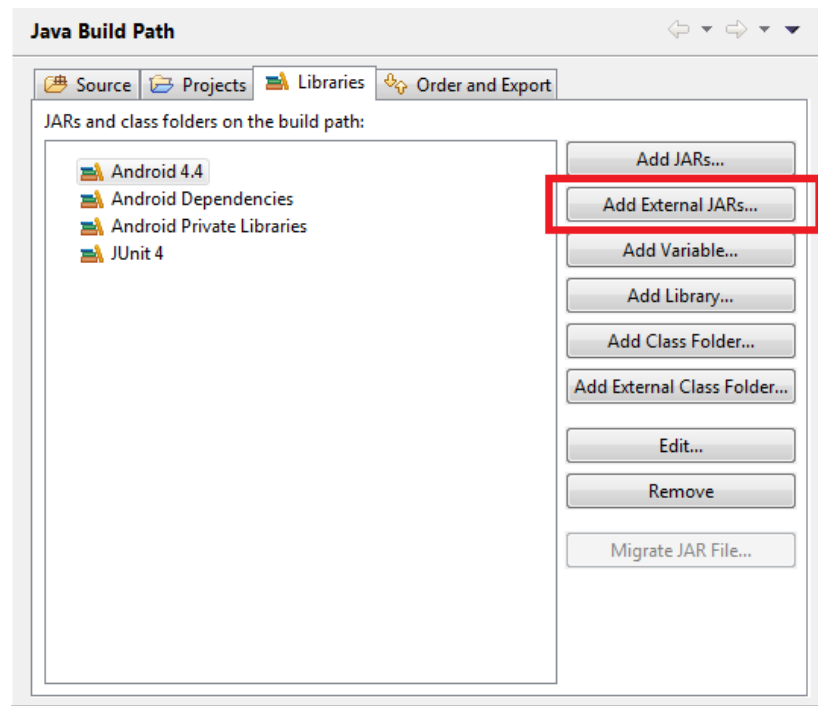 Java Build Path
Source Projects Libraries Order and Export
JARs and class folders on the build path:
Android 4.4
Android Dependencies
Android Private Libraries
JUnit 4
Add JARs...
Add External JARs...
Add Variable...
Add Library...
Add Class Folder...
Add External Class Folder...
Edit...
Remove
Migrate JAR File...